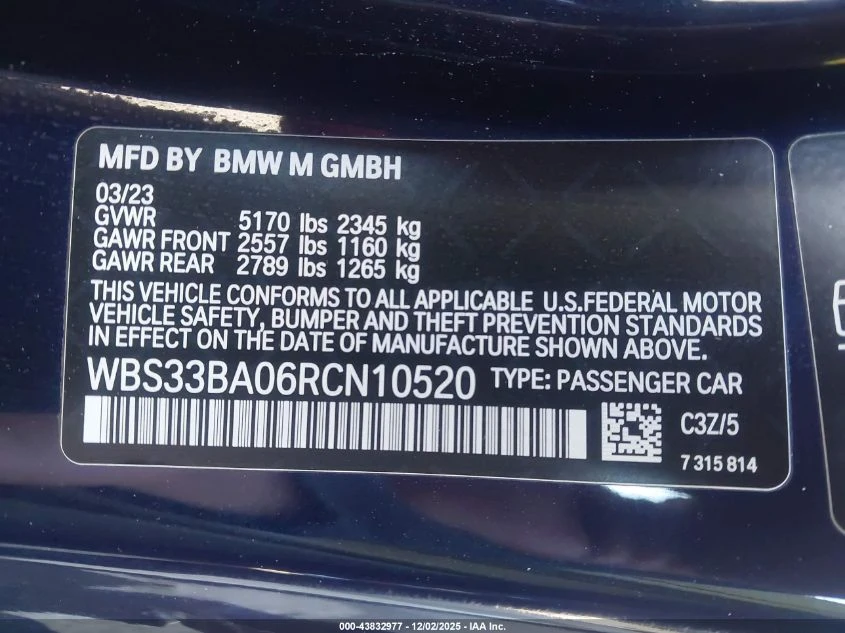 MFD BY BMW M GMBH
03/23
GVWR 5170 lbs 2345 kg
GAWR FRONT 2557 lbs 1160 kg
GAWR REAR 2789 lbs 1265 kg
THIS VEHICLE CONFORMS TO ALL APPLICABLE U.S.FEDERAL MOTOR
VEHICLE SAFETY, BUMPER AND THEFT PREVENTION STANDARDS
IN EFFECT ON THE DATE OF MANUFACTURE SHOWN ABOVE.
WBS33BA06RCN10520 TYPE: PASSENGER CAR
C3Z/5
7 315 814
000-43832977 - 12/02/2025 - IAA Inc.